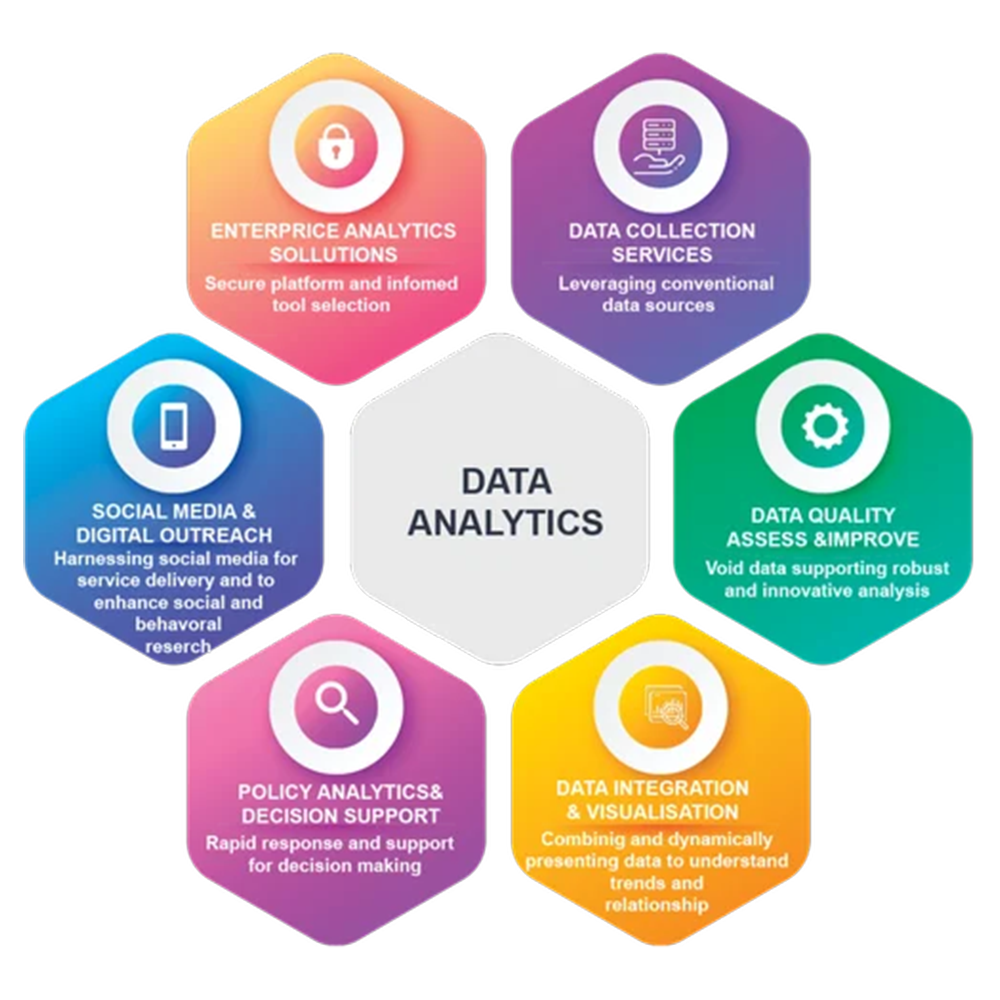 ENTERPRICE ANALYTICS
SOLLUTIONS
Secure platform and infomed
tool selection
DATA COLLECTION
SERVICES
Leveraging conventional
data sources
SOCIAL MEDIA &
DIGITAL OUTREACH
Harnessing social media for
service delivery and to
enhance social and
behavoral
reserch
DATA
ANALYTICS
DATA QUALITY
ASSESS &IMPROVE
Void data supporting robust
and innovative analysis
POLICY ANALYTICS&
DECISION SUPPORT
Rapid response and support
for decision making
DATA INTEGRATION
& VISUALISATION
Combinig and dynamically
presenting data to understand
trends and
relationship